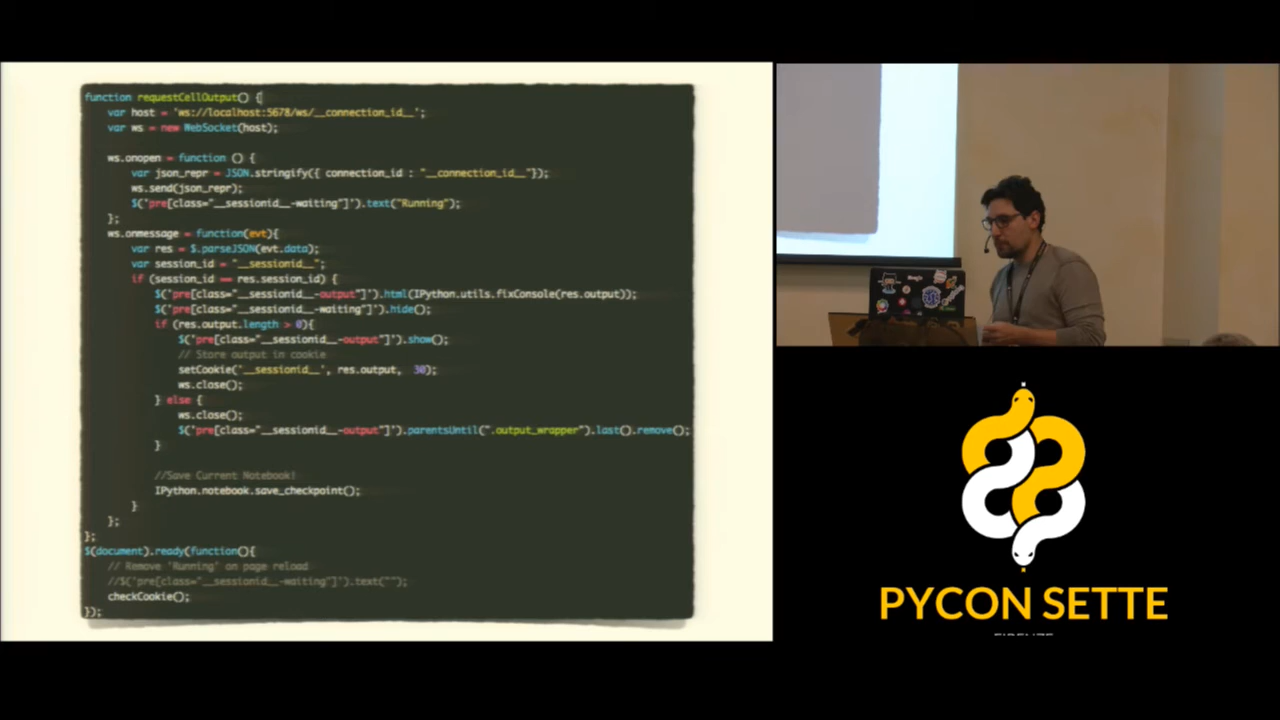 function requestCellOutput() {
var host = "ws://localhost:5678/ws/__connection_id__";
var ws = new WebSocket(host);
ws.onopen = function () {
var json_repr = JSON.stringify({ connection_id : "__connection_id__"});
ws.send(json_repr);
$("pre[class="__sessionid__-waiting"]").text("Running");
};
ws.onmessage = function(evt){
var res = $.parseJSON(evt.data);
var session_id = "__sessionid__";
if (session_id == res.session_id) {
$("pre[class="__sessionid__-output"]").html(IPython.utils.fixConsole(res.output));
$("pre[class="__sessionid__-waiting"]").hide();
if (res.output.length > 0){
$("pre[class="__sessionid__-output"]").show();
// Store output in cookie
setCookie('__sessionid__', res.output, 30);
ws.close();
} else {
ws.close();
$("pre[class="__sessionid__-output"]").parentsUntil(".output_wrapper").last().remove();
}
//Save Current Notebook!
IPython.notebook.save_checkpoint();
}
};
};
$(document).ready(function(){
// Remove 'Running' on page reload
//$("pre[class="__sessionid__-waiting"]").text("");
checkCookie();
});
PYCON SETTE